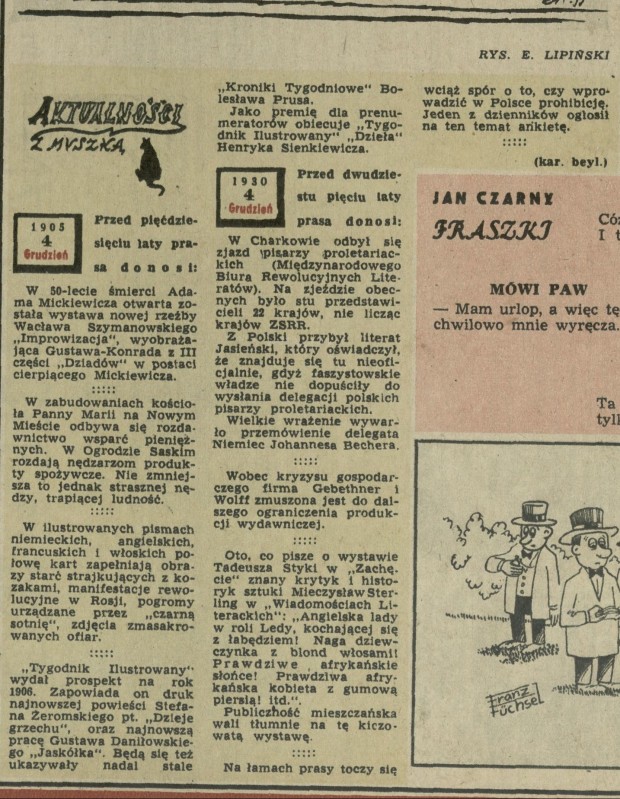 RYS. E. LIPIŃSKI
AKTUALNOŚCI
Z MYSZKĄ
1905
4
Grudzień
Przed pięćdzie-
sięciu laty pra-
sa donosi:
W 50-lecie śmierci Ada-
ma Mickiewicza otwarta zo-
stała wystawa nowej rzeźby
Wacława Szymanowskiego
„Improwizacja”, wyobraża-
jąca Gustawa-Konrada z III
części „Dziadów” w postaci
cierpiącego Mickiewicza.
:::::
W zabudowaniach kościo-
ła Panny Marii na Nowym
Mieście odbywa się rozda-
wnictwo wsparć pienięż-
nych. W Ogrodzie Saskim
rozdają nędzarzom produk-
ty spożywcze. Nie zmniej-
sza to jednak strasznej nę-
dzy, trapiącej ludność.
:::::
W ilustrowanych pismach
niemieckich, angielskich,
francuskich i włoskich po-
łowę kart zapełniają obra-
zy starć strajkujących z ko-
zakami, manifestacje rewo-
lucyjne w Rosji, pogromy
urządzane przez „czarną
sotnię”, zdjęcia zmasakro-
wanych ofiar.
:::::
„Tygodnik Ilustrowany”
wydał prospekt na rok
1906. Zapowiada on druk
najnowszej powieści Stefa-
na Żeromskiego pt. „Dzieje
grzechu”, oraz najnowszą
pracę Gustawa Daniłowskie-
go „Jaskółka”. Będą się też
ukazywały nadal stale
„Kroniki Tygodniowe” Bo-
lesława Prusa.
Jako premię dla prenu-
meratorów obiecuje „Tygo-
dnik Ilustrowany” „Dzieła”
Henryka Sienkiewicza.
1930
4
Grudzień
Przed dwudzie-
stu pięciu laty
prasa donosi:
W Charkowie odbył się
zjazd pisarzy proletariac-
kich (Międzynarodowego
Biura Rewolucyjnych Lite-
ratów). Na zjeździe obec-
nych było stu przedstawi-
cieli 22 krajów, nie licząc
krajów ZSRR.
Z Polski przybył literat
Jasieński, który oświadczył,
że znajduje się tu nieofi-
cjalnie, gdyż faszystowskie
władze nie dopuściły do
wysłania delegacji polskich
pisarzy proletariackich.
Wielkie wrażenie wywar-
ło przemówienie delegata
Niemiec Johannesa Bechera.
:::::
Wobec kryzysu gospodar-
czego firma Gebethner i
Wolff zmuszona jest do dal-
szego ograniczenia produk-
cji wydawniczej.
:::::
Oto, co pisze o wystawie
Tadeusza Styki w „Zachę-
cie” znany krytyk i histo-
ryk sztuki Mieczysław Ster-
ling w „Wiadomościach Li-
terackich”: „Angielska lady
w roli Ledy, kochającej się
z łabędziem! Naga dziew-
czynka z blond włosami!
Prawdziwe afrykańskie
słońce! Prawdziwa afry-
kańska kobieta z gumową
piersią! itd.”.
Publiczność mieszczańska
wali tłumnie na tę kiczo-
watą wystawę.
:::::
Na łamach prasy toczy się
wciąż spór o to, czy wpro-
wadzić w Polsce prohibicję.
Jeden z dzienników ogłosił
na ten temat ankietę.
:::::
(kar. beyl.)
JAN CZARNY
FRASZKI
Có
I t
MÓWI PAW
— Mam urlop, a więc tę
chwilowo mnie wyręcza.
Ta
tyl
Franz
Füchsel